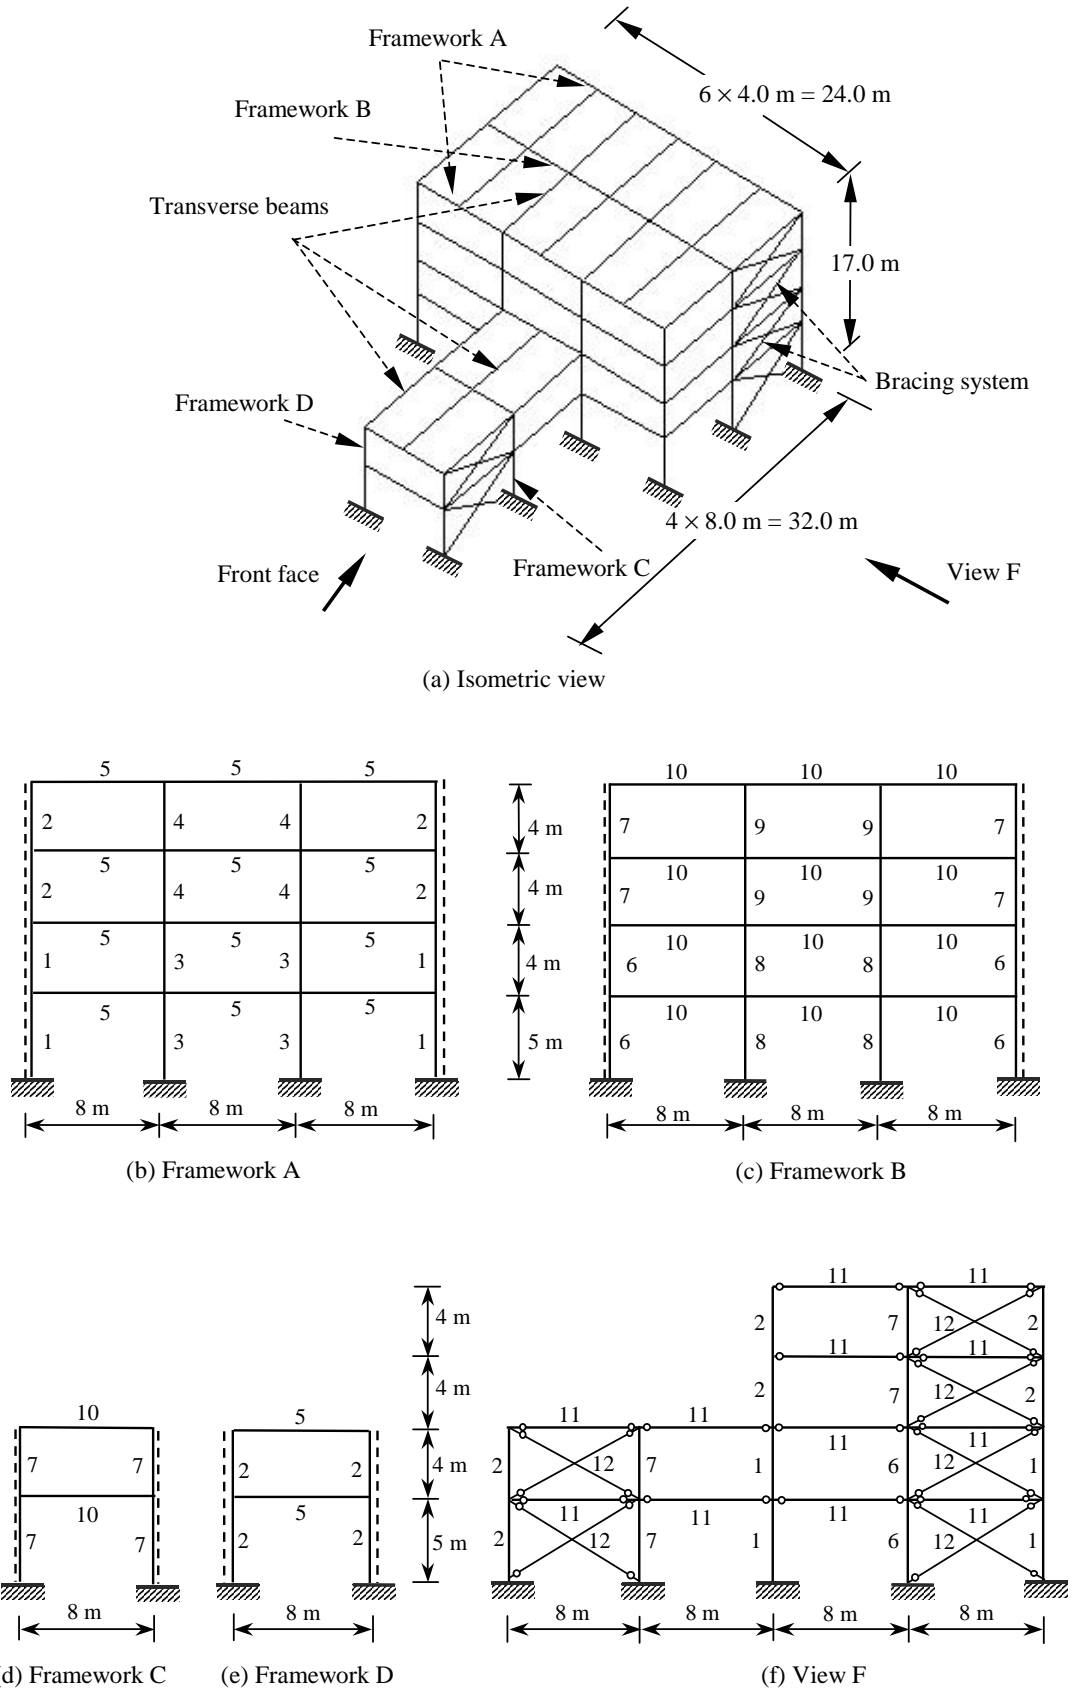 Framework A
6 × 4.0 m = 24.0 m
Framework B
Transverse beams
17.0 m
Bracing system
Framework D
4 × 8.0 m = 32.0 m
Front face
Framework C
View F
(a) Isometric view
5 5 5
2 4 4 2
5 5 5
2 4 4 2
5 5 5
1 3 3 1
5 5 5
1 3 3 1
8 m 8 m 8 m
(b) Framework A
4 m
4 m
4 m
5 m
10 10 10
7 9 9 7
10 10 10
7 9 9 7
10 10 10
6 8 8 6
10 10 10
6 8 8 6
8 m 8 m 8 m
(c) Framework B
10
7 7
10
7 7
8 m
d) Framework C
5
2 2
5
2 2
8 m
(e) Framework D
4 m
4 m
4 m
5 m
11 11
2 7 12 2
11
2 7 12 2
11 11 11 11
2 12 7 1 6 12 1
11 11 11 11
2 12 7 1 6 12 1
8 m 8 m 8 m 8 m
(f) View F